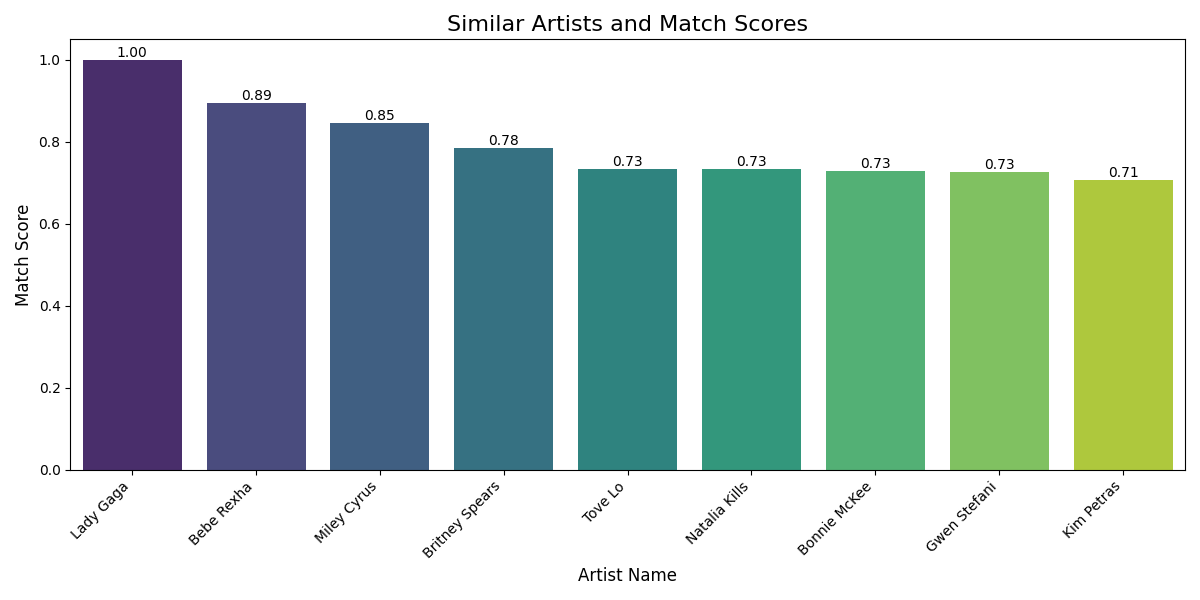 Similar Artists and Match Scores
Match Score
1.0
0.8
0.6
0.4
0.2
0.0
1.00
0.89
0.85
0.78
0.73
0.73
0.73
0.73
0.71
Lady Gaga
Bebe Rexha
Miley Cyrus
Britney Spears
Tove Lo
Natalia Kills
Bonnie McKee
Gwen Stefani
Kim Petras
Artist Name